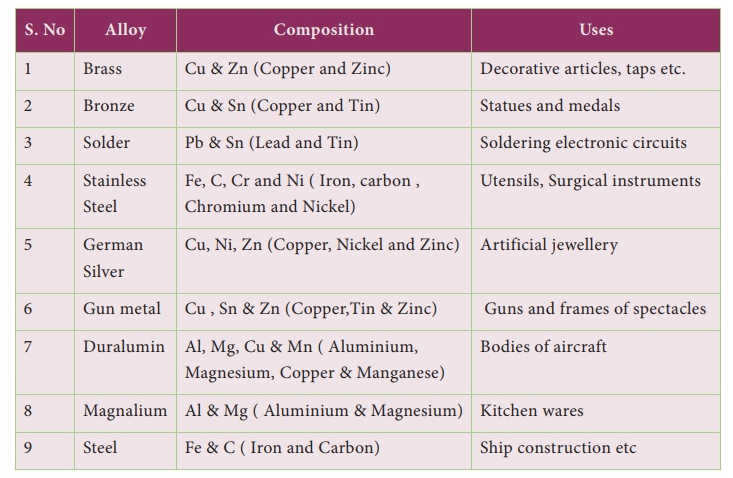 S. No Alloy Composition Uses
1 Brass Cu & Zn (Copper and Zinc) Decorative articles, taps etc.
2 Bronze Cu & Sn (Copper and Tin) Statues and medals
3 Solder Pb & Sn (Lead and Tin) Soldering electronic circuits
4 Stainless Fe, C, Cr and Ni ( Iron, carbon , Utensils, Surgical instruments
Steel Chromium and Nickel)
5 German Cu, Ni, Zn (Copper, Nickel and Zinc) Artificial jewellery
Silver
6 Gun metal Cu , Sn & Zn (Copper,Tin & Zinc) Guns and frames of spectacles
7 Duralumin Al, Mg, Cu & Mn ( Aluminium, Bodies of aircraft
Magnesium, Copper & Manganese)
8 Magnalium Al & Mg ( Aluminium & Magnesium) Kitchen wares
9 Steel Fe & C ( Iron and Carbon) Ship construction etc